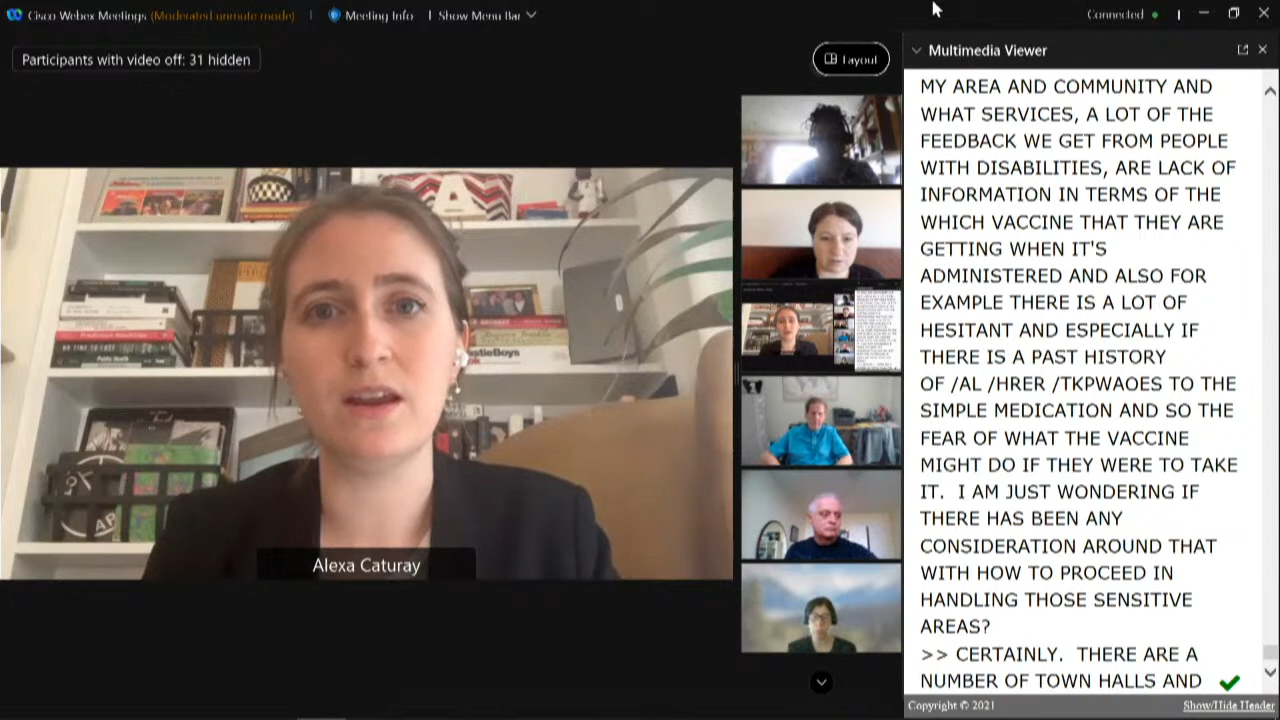 Cisco Webex Meetings (Moderated unmute mode)
Meeting Info
Show Menu Bar
Connected
Participants with video off: 31 hidden
Layout
Multimedia Viewer
A
Public Health
Alexa Caturay
MY AREA AND COMMUNITY AND
WHAT SERVICES, A LOT OF THE
FEEDBACK WE GET FROM PEOPLE
WITH DISABILITIES, ARE LACK OF
INFORMATION IN TERMS OF THE
WHICH VACCINE THAT THEY ARE
GETTING WHEN IT'S
ADMINISTERED AND ALSO FOR
EXAMPLE THERE IS A LOT OF
HESITANT AND ESPECIALLY IF
THERE IS A PAST HISTORY
OF /AL /HRER /TKPWAOES TO THE
SIMPLE MEDICATION AND SO THE
FEAR OF WHAT THE VACCINE
MIGHT DO IF THEY WERE TO TAKE
IT. I AM JUST WONDERING IF
THERE HAS BEEN ANY
CONSIDERATION AROUND THAT
WITH HOW TO PROCEED IN
HANDLING THOSE SENSITIVE
AREAS?
>> CERTAINLY. THERE ARE A
NUMBER OF TOWN HALLS AND
Copyright © 2021
Show/Hide Header